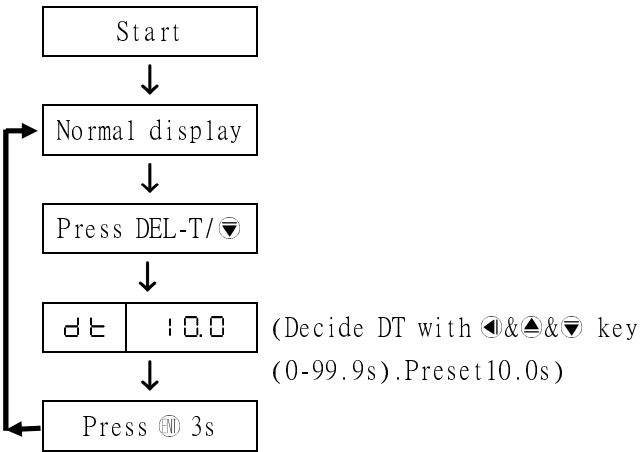 Start
Normal display
Press DEL-T/
dt 10.0 (Decide DT with & & key
(0-99.9s).Preset10.0s)
Press ENT 3s